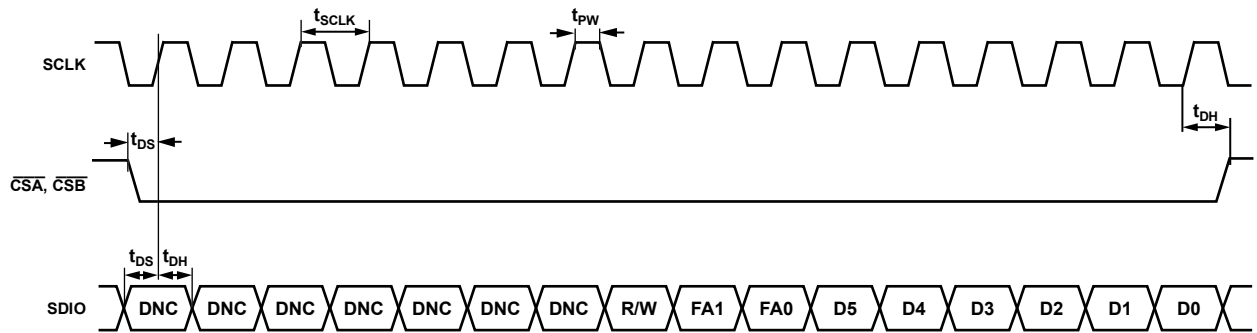 tSCLK
tPW
SCLK
tDS
tDH
CSA, CSB
tDS
tDH
SDIO
DNC DNC DNC DNC DNC DNC DNC R/W FA1 FA0 D5 D4 D3 D2 D1 D0